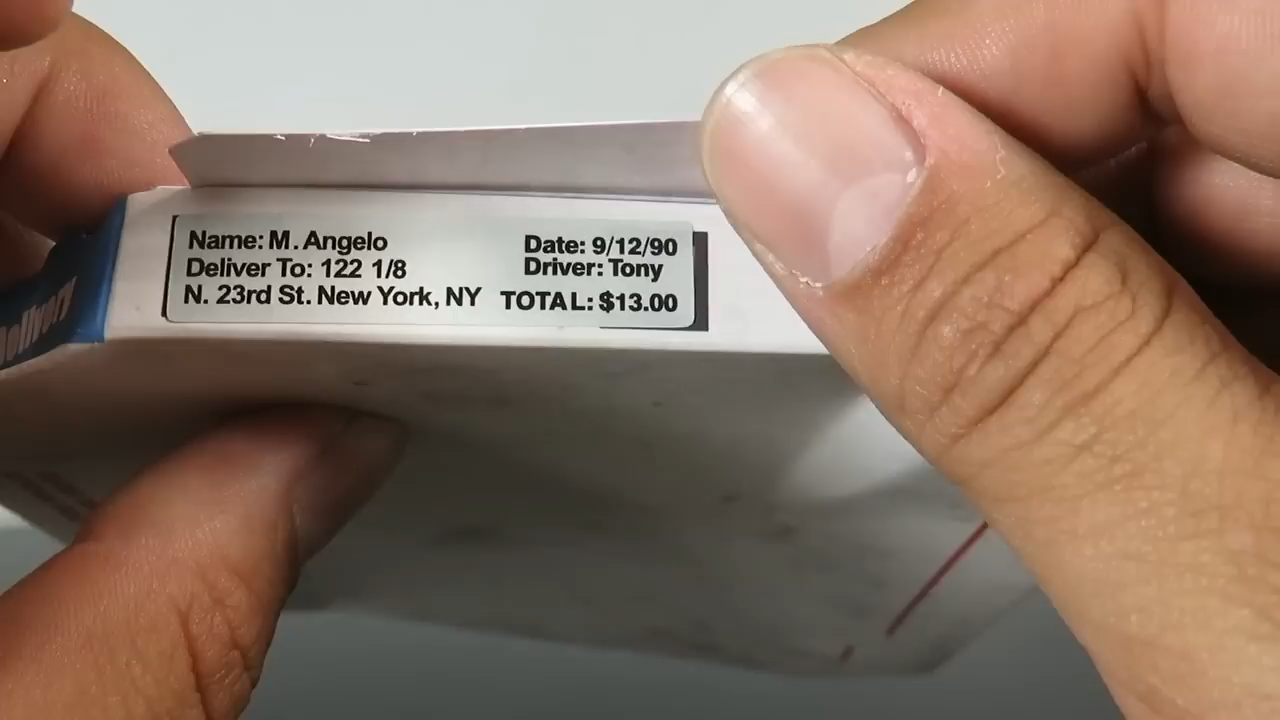 Name: M. Angelo
Deliver To: 122 1/8
N. 23rd St. New York, NY
Date: 9/12/90
Driver: Tony
TOTAL: $13.00